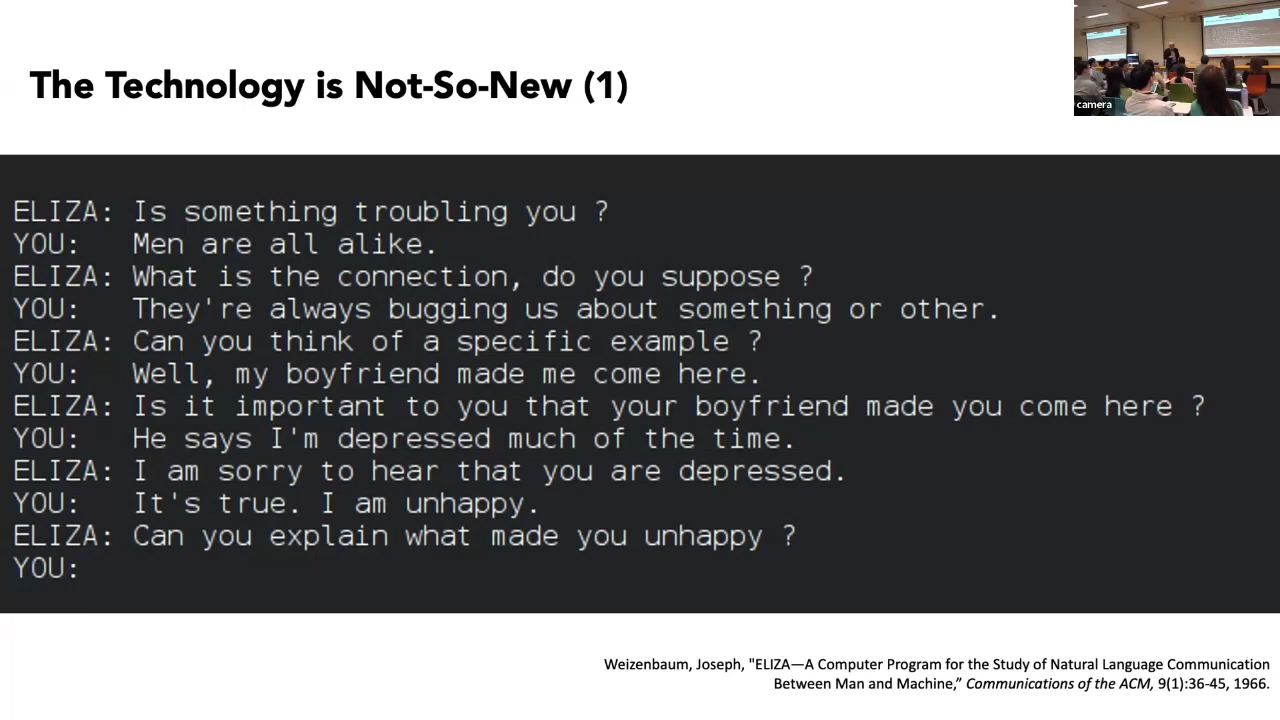 The Technology is Not-So-New (1)
camera
ELIZA: Is something troubling you ?
YOU: Men are all alike.
ELIZA: What is the connection, do you suppose ?
YOU: They're always bugging us about something or other.
ELIZA: Can you think of a specific example ?
YOU: Well, my boyfriend made me come here.
ELIZA: Is it important to you that your boyfriend made you come here ?
YOU: He says I'm depressed much of the time.
ELIZA: I am sorry to hear that you are depressed.
YOU: It's true. I am unhappy.
ELIZA: Can you explain what made you unhappy ?
YOU:
Weizenbaum, Joseph, "ELIZA—A Computer Program for the Study of Natural Language Communication
Between Man and Machine,” Communications of the ACM, 9(1):36-45, 1966.